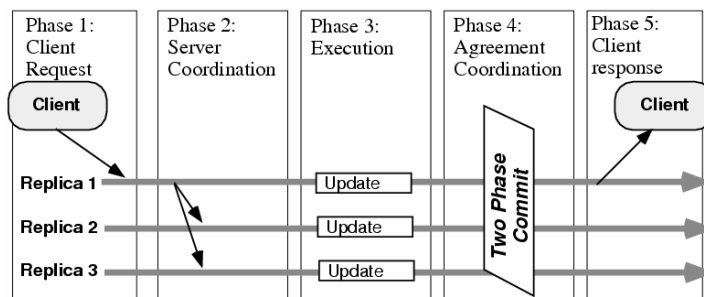 Phase 1:
Client
Request
Phase 2:
Server
Coordination
Phase 3:
Execution
Phase 4:
Agreement
Coordination
Phase 5:
Client
response
Client
Client
Replica 1
Update
Replica 2
Update
Replica 3
Update
Two Phase
Commit